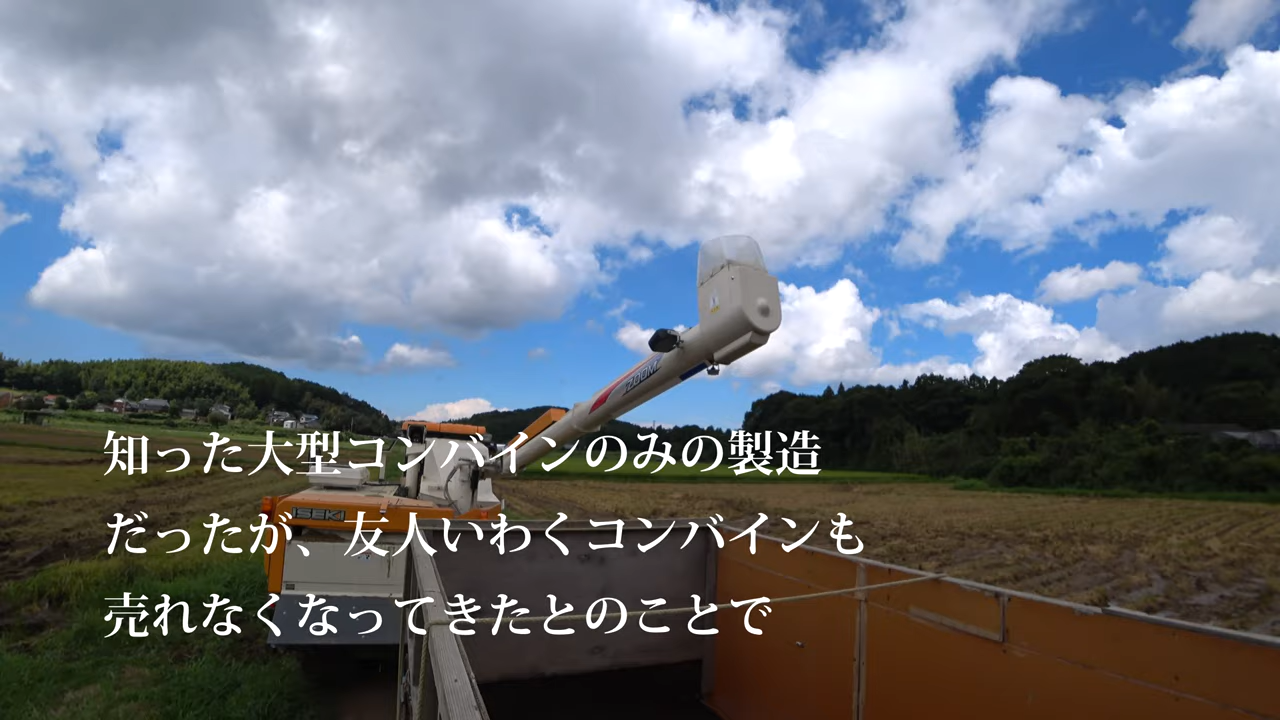 ZOOM
知った大型コンバインのみの製造
ISEKI
だったが、友人いわくコンバインも
売れなくなってきたとのことで